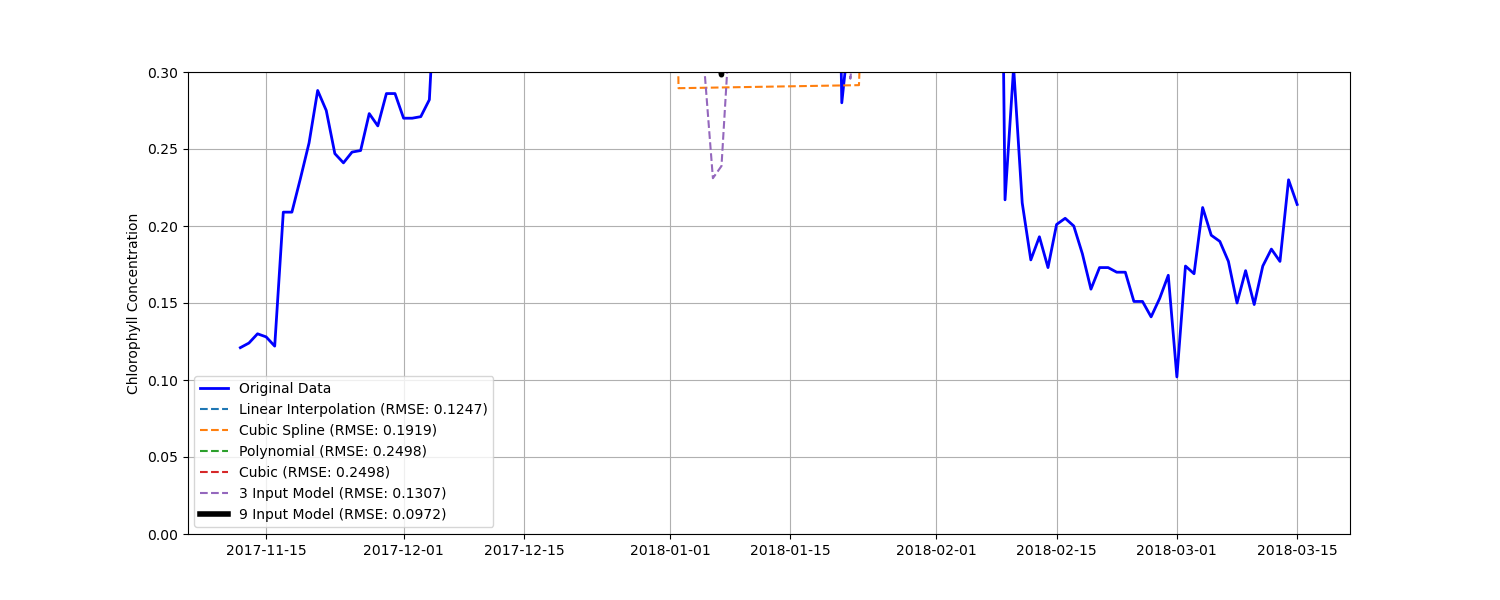 0.30
0.25
0.20
0.15
0.10
0.05
0.00
Chlorophyll Concentration
Original Data
Linear Interpolation (RMSE: 0.1247)
Cubic Spline (RMSE: 0.1919)
Polynomial (RMSE: 0.2498)
Cubic (RMSE: 0.2498)
3 Input Model (RMSE: 0.1307)
9 Input Model (RMSE: 0.0972)
2017-11-15 2017-12-01 2017-12-15 2018-01-01 2018-01-15 2018-02-01 2018-02-15 2018-03-01 2018-03-15